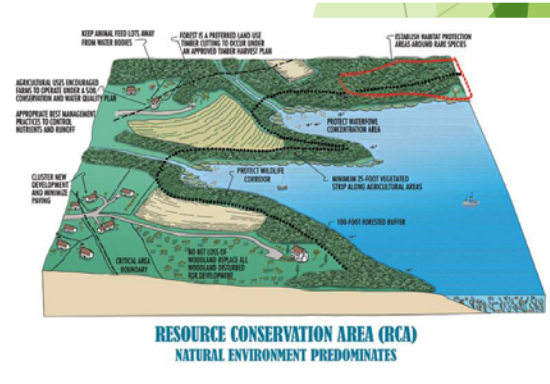 KEEP ANIMAL FEED LOTS AWAY
FROM WATER BODIES
FOREST IS A PREFERRED LAND USE
TIMBER CUTTING TO OCCUR UNDER
AN APPROVED TIMBER HARVEST PLAN
ESTABLISH HABITAT PROTECTION
AREAS AROUND RARE SPECIES
AGRICULTURAL USES ENCOURAGED
FARMS TO OPERATE UNDER A SOIL
CONSERVATION AND WATER QUALITY PLAN
APPROPRIATE BEST MANAGEMENT
PRACTICES TO CONTROL
NUTRIENTS AND RUNOFF
PROTECT WATERFOWL
CONCENTRATION AREA
CLUSTER NEW
DEVELOPMENT
AND MINIMIZE
PAVING
PROTECT WILDLIFE
CORRIDOR
MINIMUM 25-FOOT VEGETATED
STRIP ALONG AGRICULTURAL AREAS
100-FOOT FORESTED BUFFER
CRITICAL AREA
BOUNDARY
NO NET LOSS OF
WOODLAND REPLACE ALL
WOODLAND DISTURBED
FOR DEVELOPMENT
RESOURCE CONSERVATION AREA (RCA)
NATURAL ENVIRONMENT PREDOMINATES